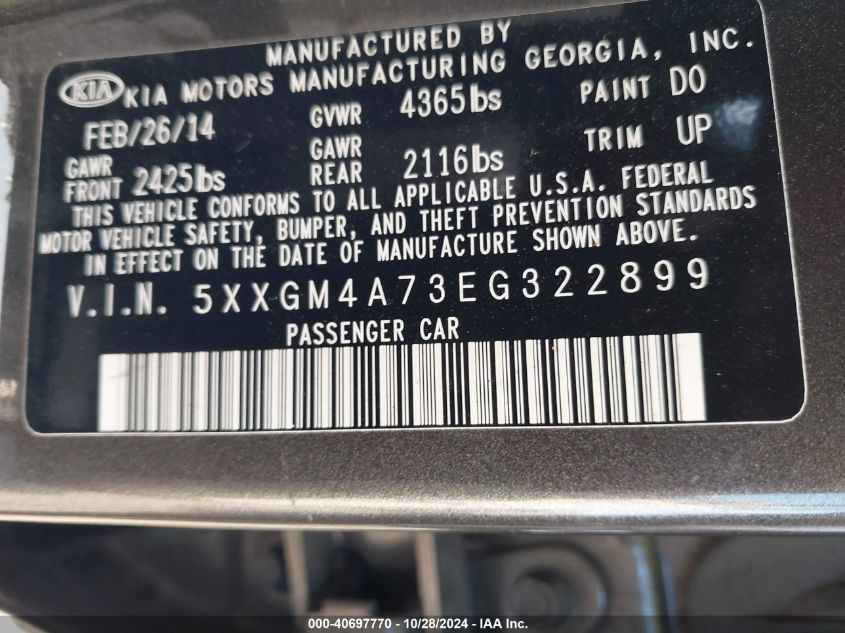 MANUFACTURED BY
KIA KIA MOTORS MANUFACTURING GEORGIA, INC.
FEB/26/14 GVWR 4365lbs PAINT D0
GAWR FRONT 2425lbs GAWR REAR 2116lbs TRIM UP
THIS VEHICLE CONFORMS TO ALL APPLICABLE U.S.A. FEDERAL
MOTOR VEHICLE SAFETY, BUMPER, AND THEFT PREVENTION STANDARDS
IN EFFECT ON THE DATE OF MANUFACTURE SHOWN ABOVE.
V.I.N. 5XXGM4A73EG322899
PASSENGER CAR
000-40697770 - 10/28/2024 - IAA Inc.